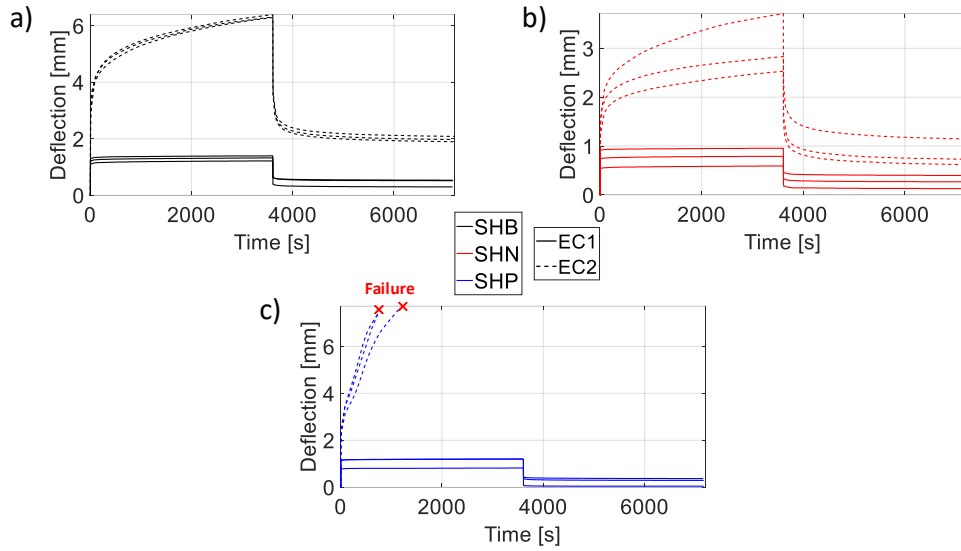 a)
Deflection [mm]
6
4
2
0
0 2000 4000 6000
Time [s]
b)
Deflection [mm]
3
2
1
0
0 2000 4000 6000
Time [s]
SHB
SHN
SHP
EC1
EC2
c)
Failure
Deflection [mm]
6
4
2
0
0 2000 4000 6000
Time [s]